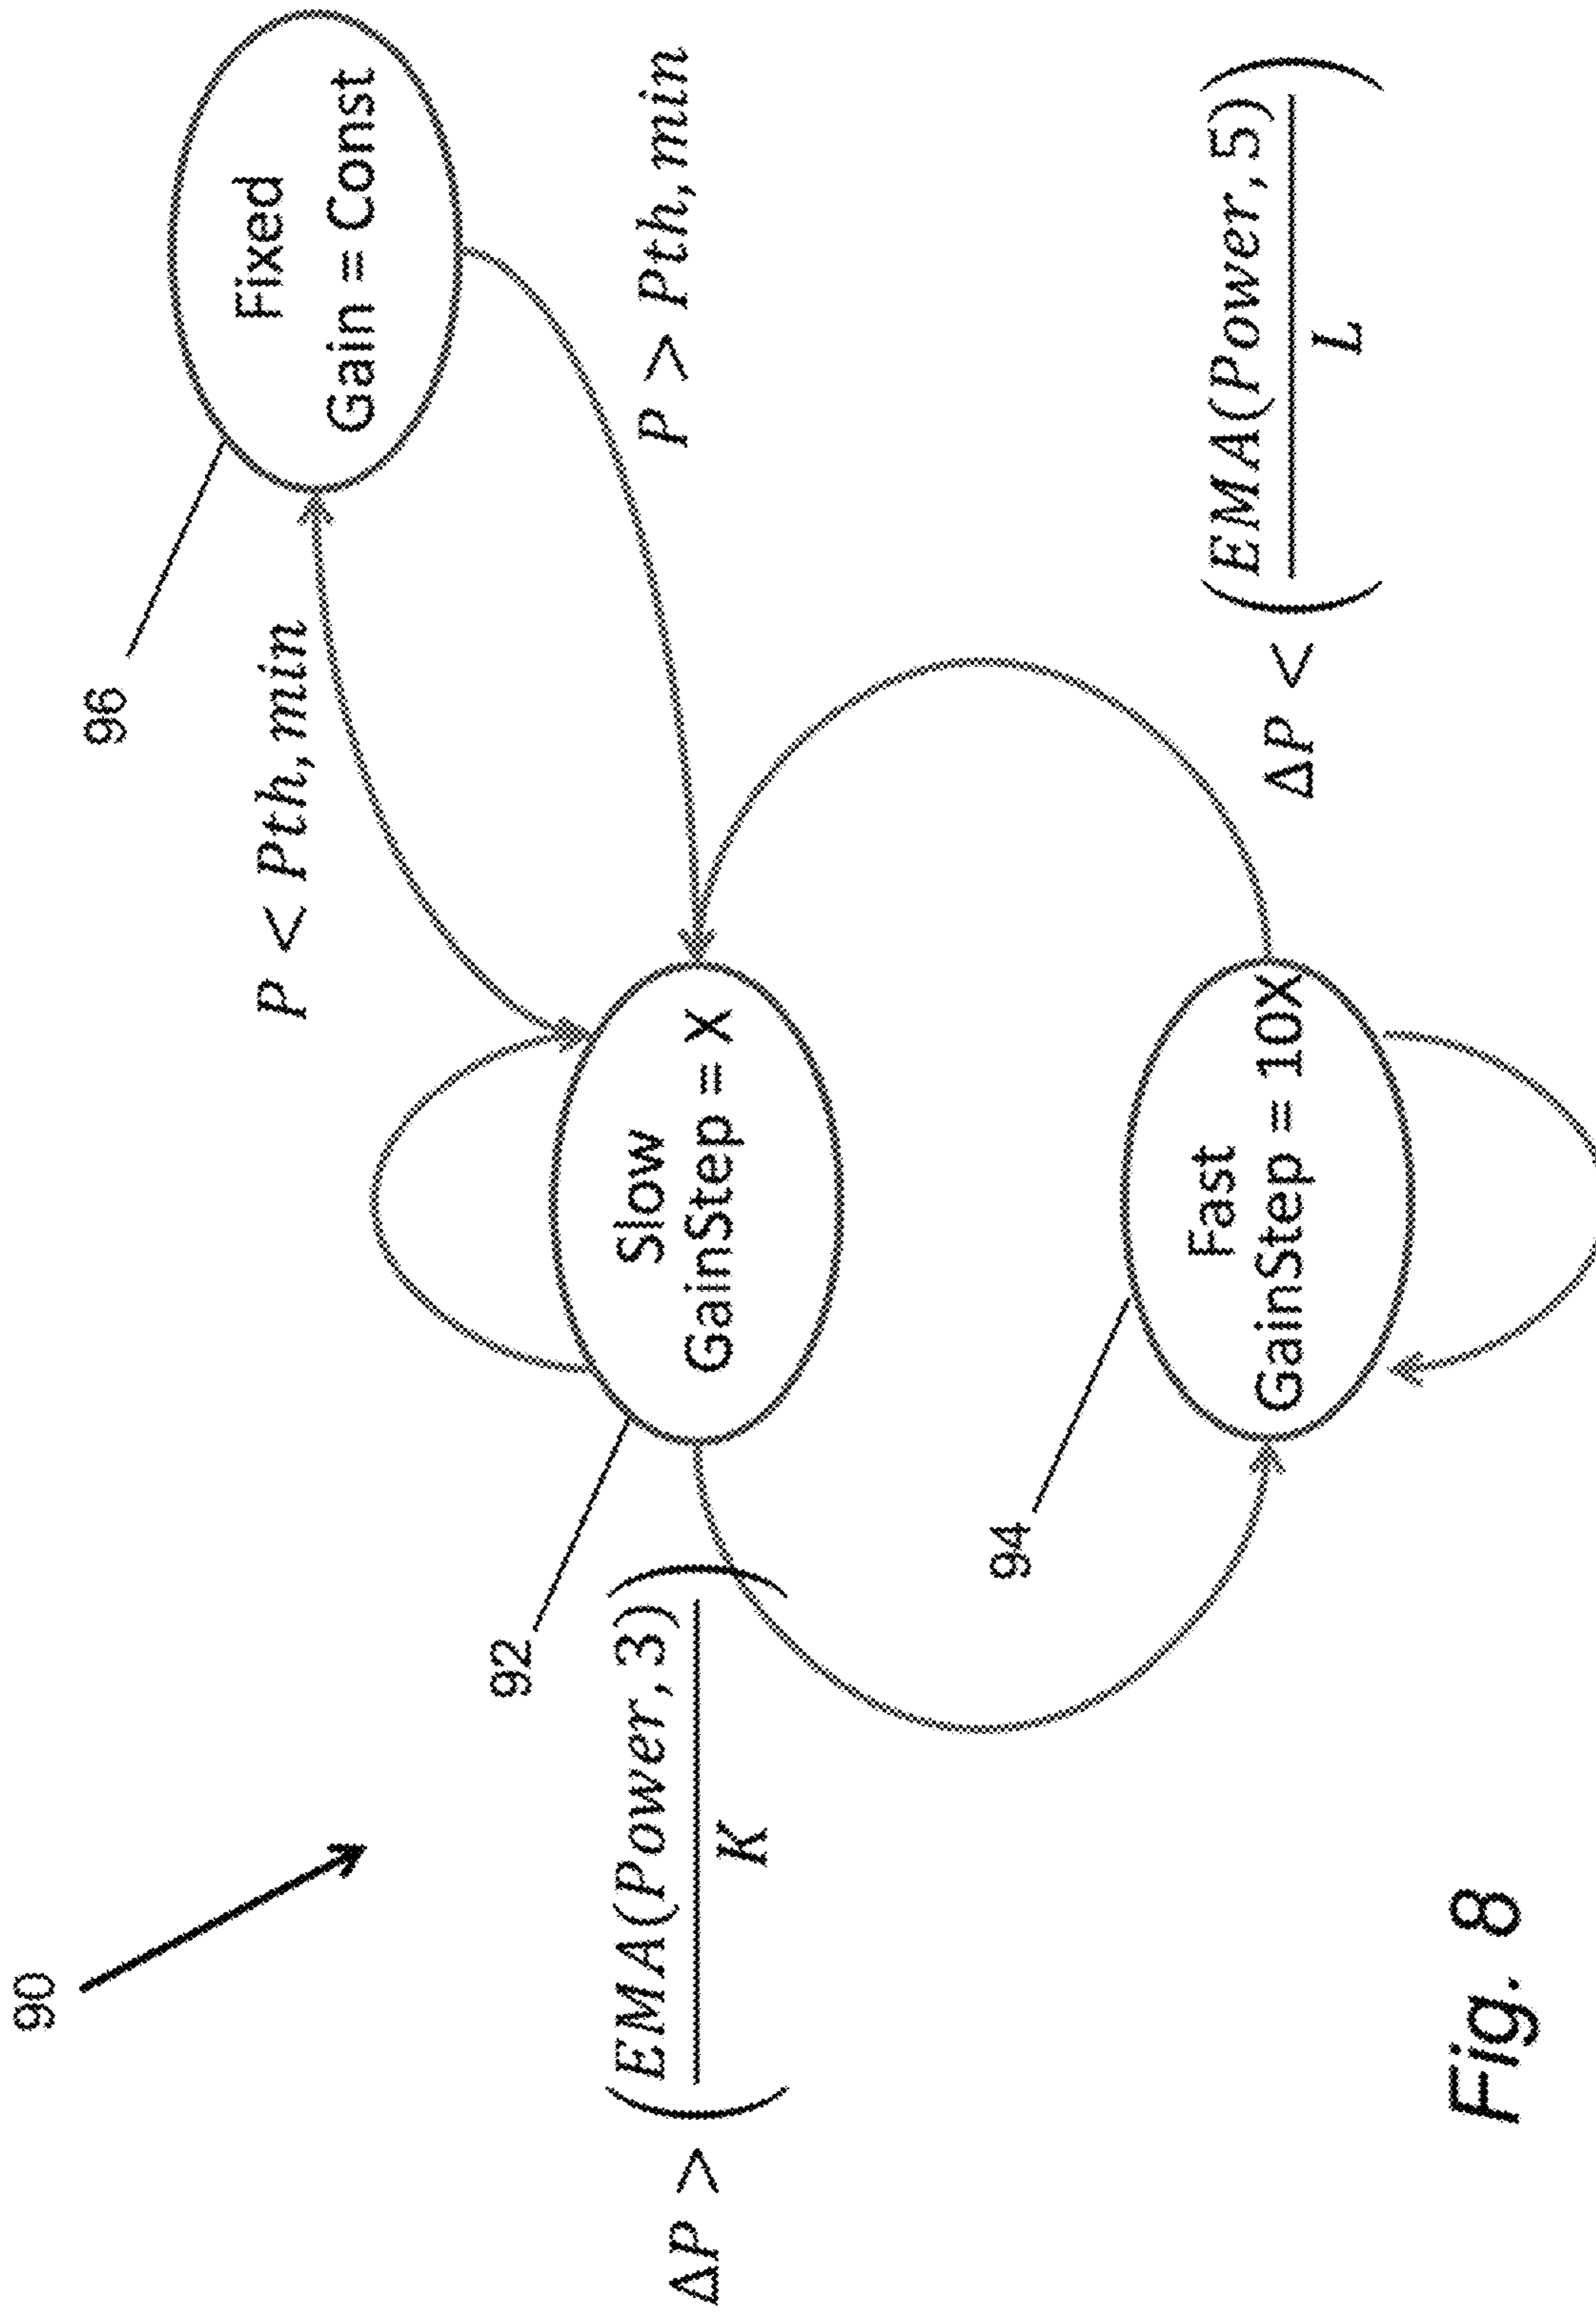 90
96
Fixed
Gain = Const
P < Pth, min
P > Pth, min
92
Slow
GainStep = X
ΔP > (EMA(Power, 3)
K)
94
Fast
GainStep = 10X
ΔP < (EMA(Power, 5)
L)
Fig. 8